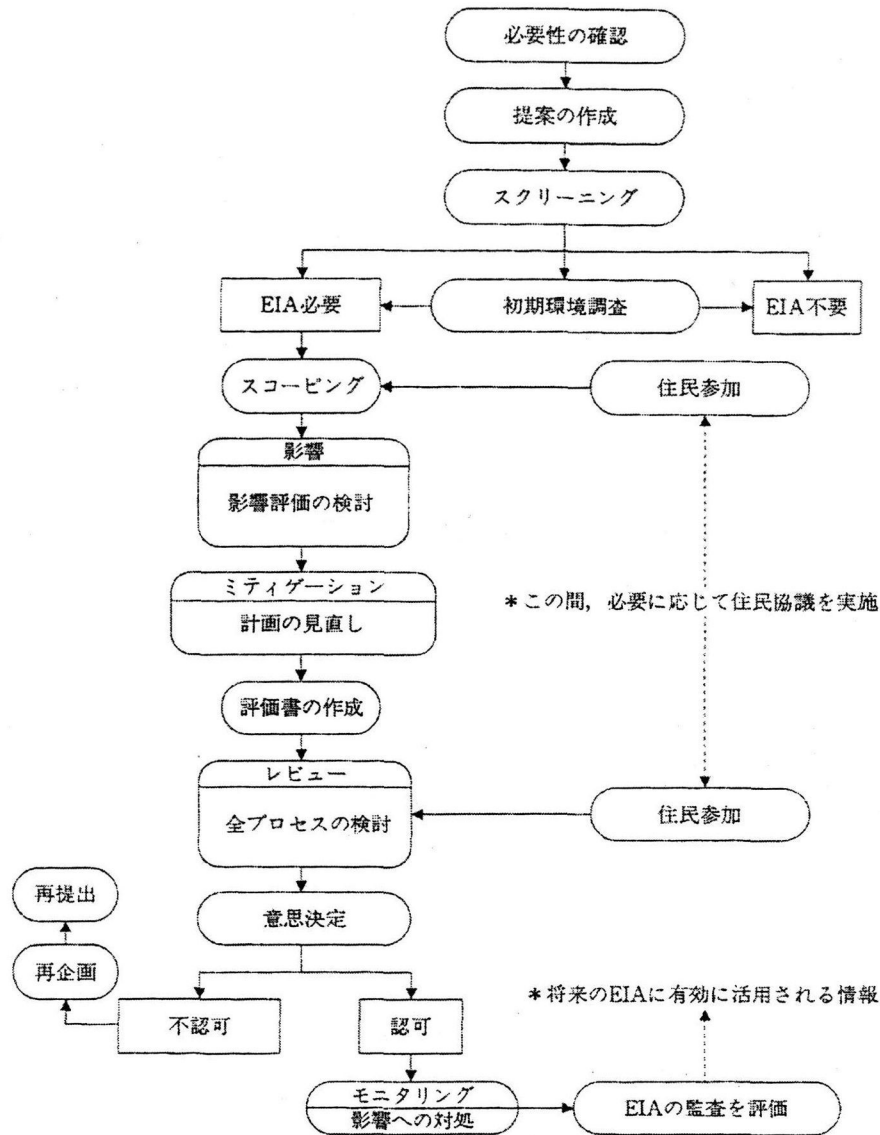 必要性の確認
提案の作成
スクリーニング
EIA必要
初期環境調査
EIA不要
スコーピング
住民参加
影響
影響評価の検討
ミティゲーション
計画の見直し
*この間,必要に応じて住民協議を実施
評価書の作成
レビュー
全プロセスの検討
住民参加
再提出
意思決定
再企画
不認可
認可
*将来のEIAに有効に活用される情報
モニタリング
影響への対処
EIAの監査を評価